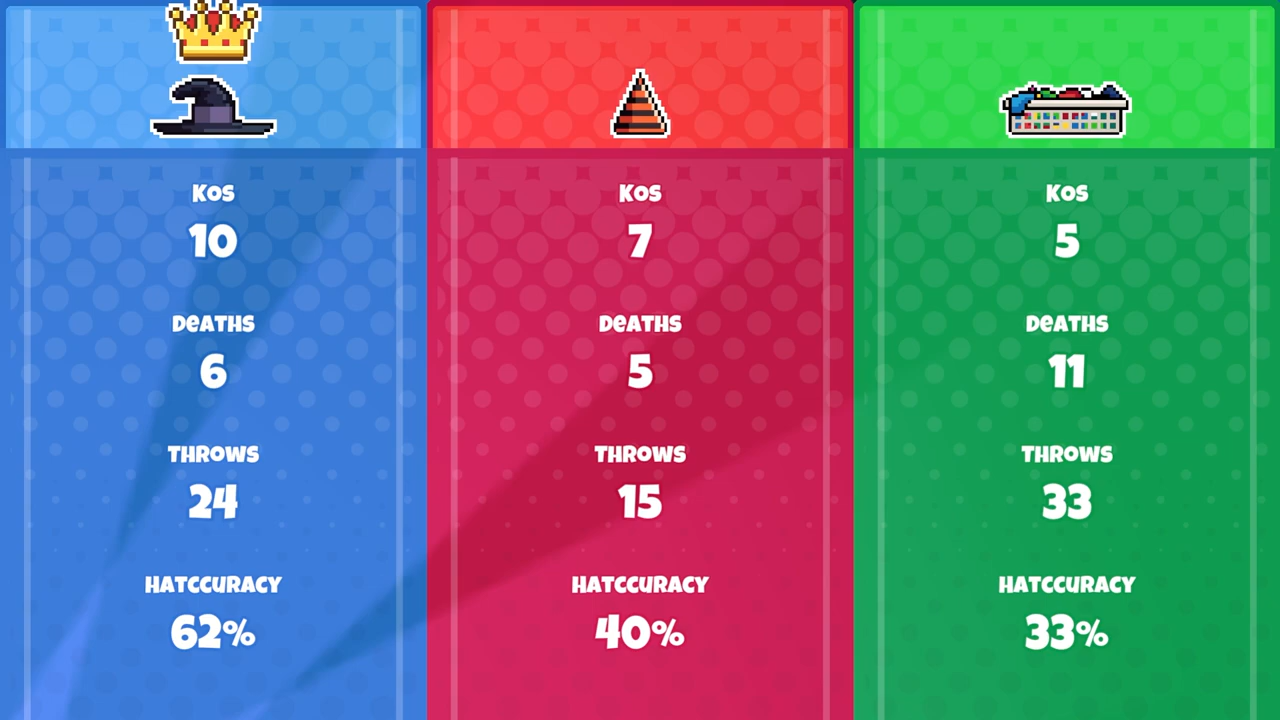 KOs
10
Deaths
6
Throws
24
Hatccuracy
62%
KOs
7
Deaths
5
Throws
15
Hatccuracy
40%
KOs
5
Deaths
11
Throws
33
Hatccuracy
33%